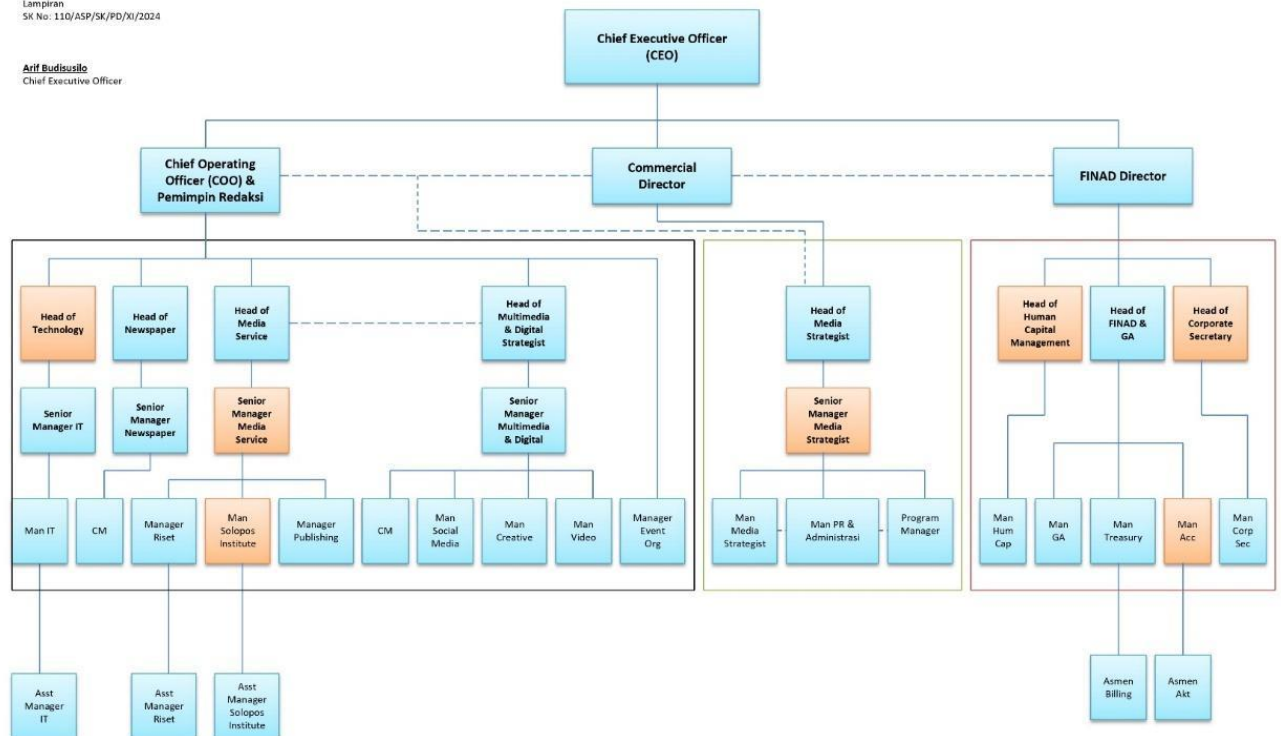 Lampiran
SK No: 110/ASP/SK/PD/XI/2024
Arif Budisusilo
Chief Executive Officer
Chief Executive Officer
(CEO)
Chief Operating
Officer (COO) &
Pemimpin Redaksi
Commercial
Director
FINAD Director
Head of
Technology
Head of
Newspaper
Head of
Media
Service
Head of
Multimedia
& Digital
Strategist
Head of
Media
Strategist
Head of
Human
Capital
Management
Head of
FINAD &
GA
Head of
Corporate
Secretary
Senior
Manager IT
Senior
Manager
Newspaper
Senior
Manager
Media
Service
Senior
Manager
Multimedia
& Digital
Senior
Manager
Media
Strategist
Man IT
CM
Manager
Riset
Man
Solopos
Institute
Manager
Publishing
CM
Man
Social
Media
Man
Creative
Man
Video
Manager
Event
Org
Man
Media
Strategist
Man PR &
Administrasi
Program
Manager
Man
Hum
Cap
Man
GA
Man
Treasury
Man
Acc
Man
Corp
Sec
Asst
Manager
IT
Asst
Manager
Riset
Asst
Manager
Solopos
Institute
Asmen
Billing
Asmen
Akt